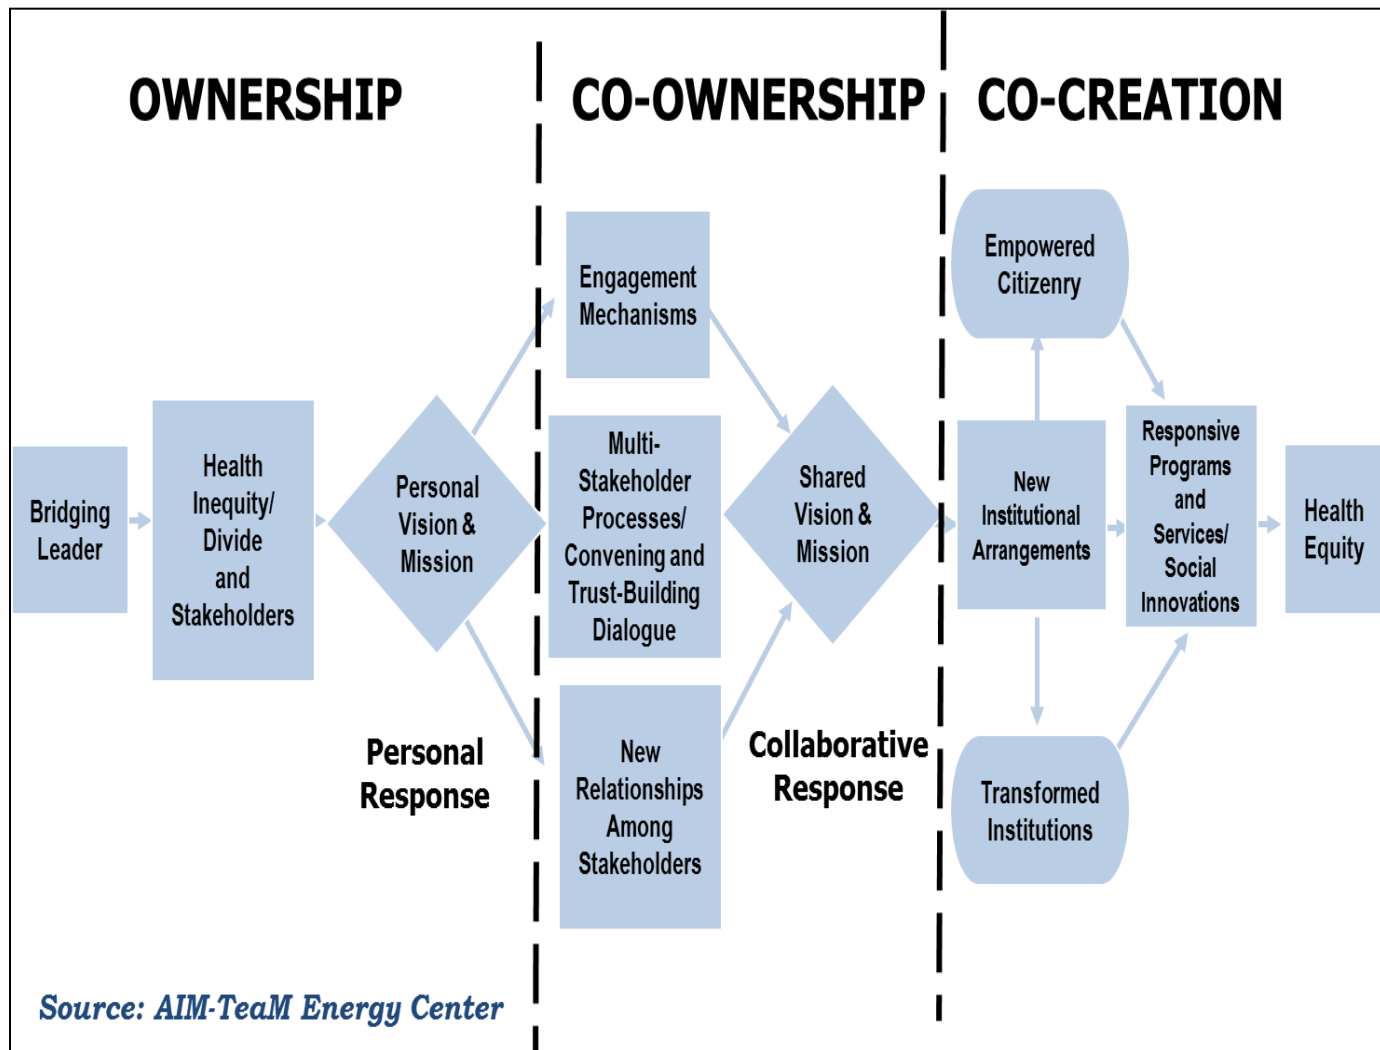 OWNERSHIP
CO-OWNERSHIP
CO-CREATION
Bridging
Leader
Health
Inequity/
Divide
and
Stakeholders
Personal
Vision &
Mission
Personal
Response
Engagement
Mechanisms
Multi-
Stakeholder
Processes/
Convening and
Trust-Building
Dialogue
New
Relationships
Among
Stakeholders
Shared
Vision &
Mission
Collaborative
Response
Empowered
Citizenry
New
Institutional
Arrangements
Transformed
Institutions
Responsive
Programs
and
Services/
Social
Innovations
Health
Equity
Source: AIM-TeaM Energy Center